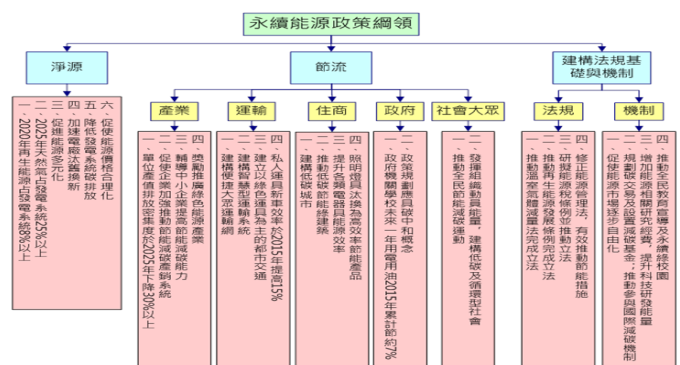 永續能源政策綱領
淨源
節流
建構法規基
礎與機制
產業
運輸
住商
政府
社會大眾
法規
機制
一、2025年再生能源占發電系統8%以上
二、2025年天然氣占發電系統25%以上
三、促進能源多元化
四、加速電廠汰舊換新
五、降低發電系統碳排放
六、促使能源價格合理化
一、單位產值排放密集度於2025年下降30%以上
二、促使企業加強推動節能減碳產銷系統
三、輔導中小企業提高節能減碳能力
四、獎勵推廣綠色能源產業
一、建構便捷大眾運輸網
二、建構智慧型運輸系統
三、建立以綠色運具為主的都市交通
四、私人運具新車效率於2015年提高15%
一、建構低碳城市
二、推動低碳節能綠建築
三、提升各類電器具能源效率
四、照明燈具汰換為高效率節能產品
一、政府機關學校未來一年用電用油2015年累計節約7%
二、政策規劃應具碳中和概念
一、推動全民節能減碳運動
二、發揮組織動員能量，建構低碳及循環型社會
一、推動溫室氣體減量法完成立法
二、推動再生能源發展條例完成立法
三、研擬能源稅條例並推動立法
四、修正能源管理法，有效推動節能措施
一、促使能源市場逐步自由化
二、規劃碳交易及設置減碳基金；推動參與國際減碳機制
三、增加能源相關研究經費，提升科技研發能量
四、推動全民教育宣導及永續綠校園